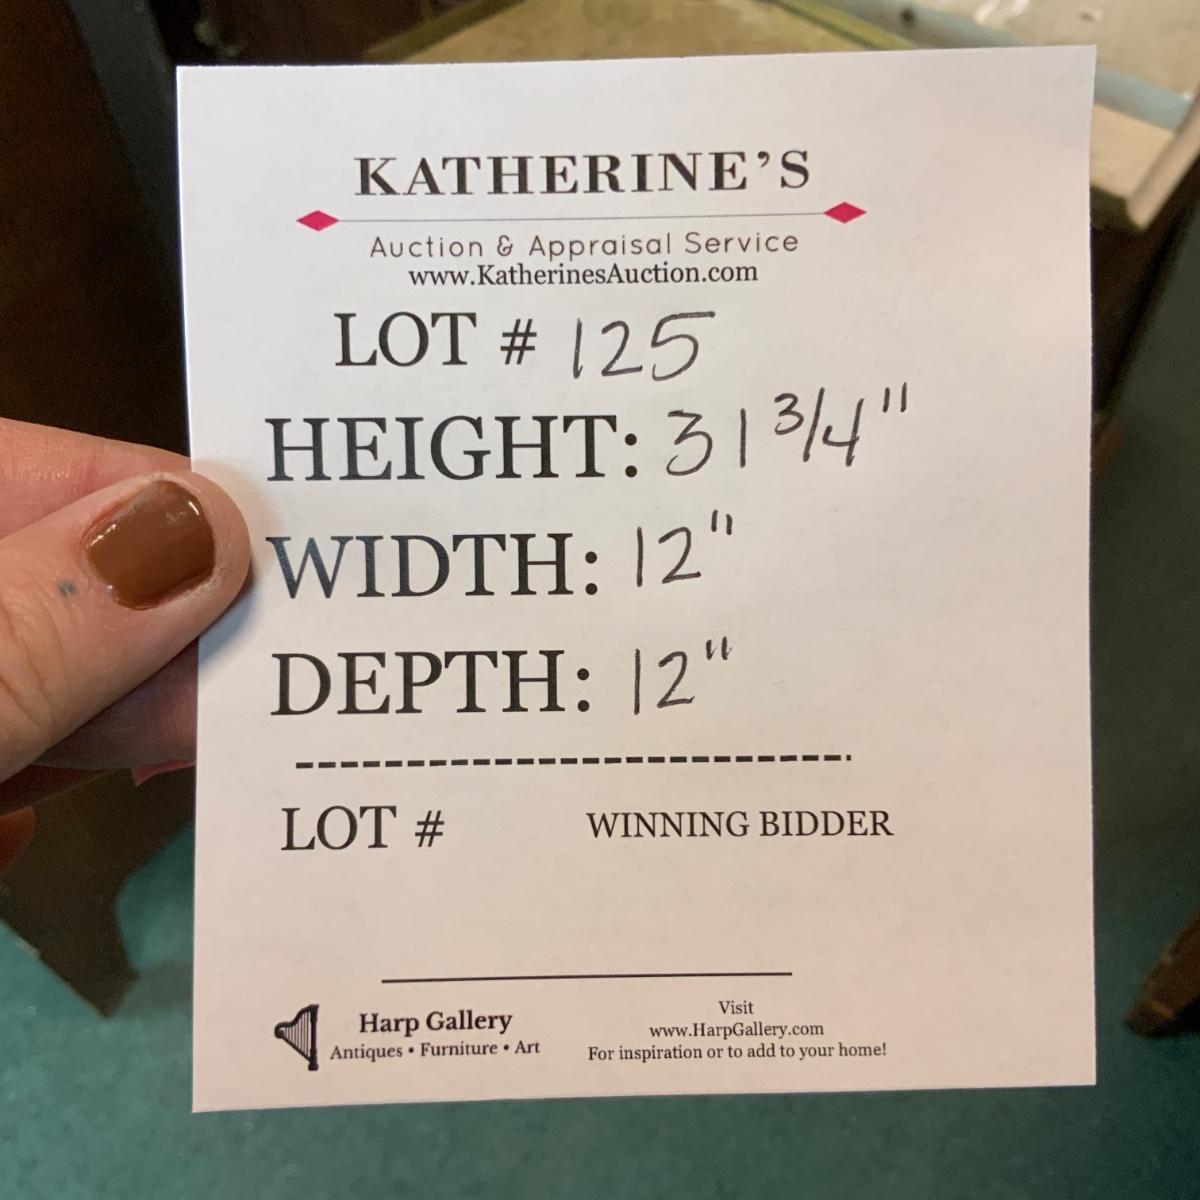 KATHERINE'S
Auction & Appraisal Service
www.KatherinesAuction.com
LOT # 125
HEIGHT: 31 3/4"
WIDTH: 12"
DEPTH: 12"
LOT # WINNING BIDDER
Harp Gallery
Antiques • Furniture • Art
Visit
www.HarpGallery.com
For inspiration or to add to your home!